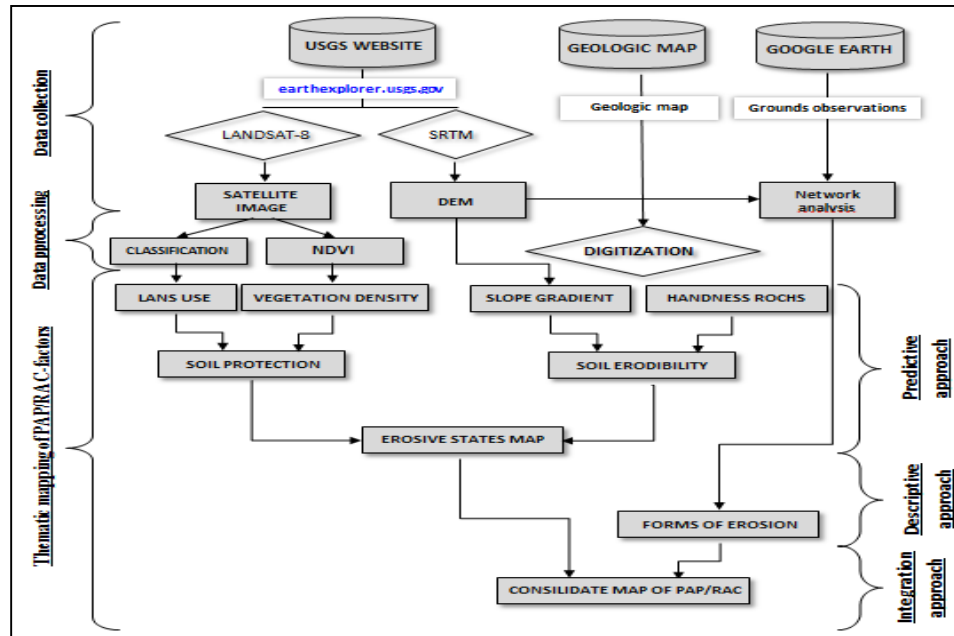 USGS WEBSITE
GEOLOGIC MAP
GOOGLE EARTH
earthexplorer.usgs.gov
Geologic map
Grounds observations
LANDSAT-8
SRTM
SATELLITE
IMAGE
DEM
Network
analysis
CLASSIFICATION
NDVI
DIGITIZATION
LANS USE
VEGETATION DENSITY
SLOPE GRADIENT
HANDNESS ROCHS
SOIL PROTECTION
SOIL ERODIBILITY
EROSIVE STATES MAP
FORMS OF EROSION
CONSILIDATE MAP OF PAP/RAC
Data collection
Data pprocessing
Thematic mapping of PAP/RAC-factors
Predictive
approach
Descriptive
approach
Integration
approach